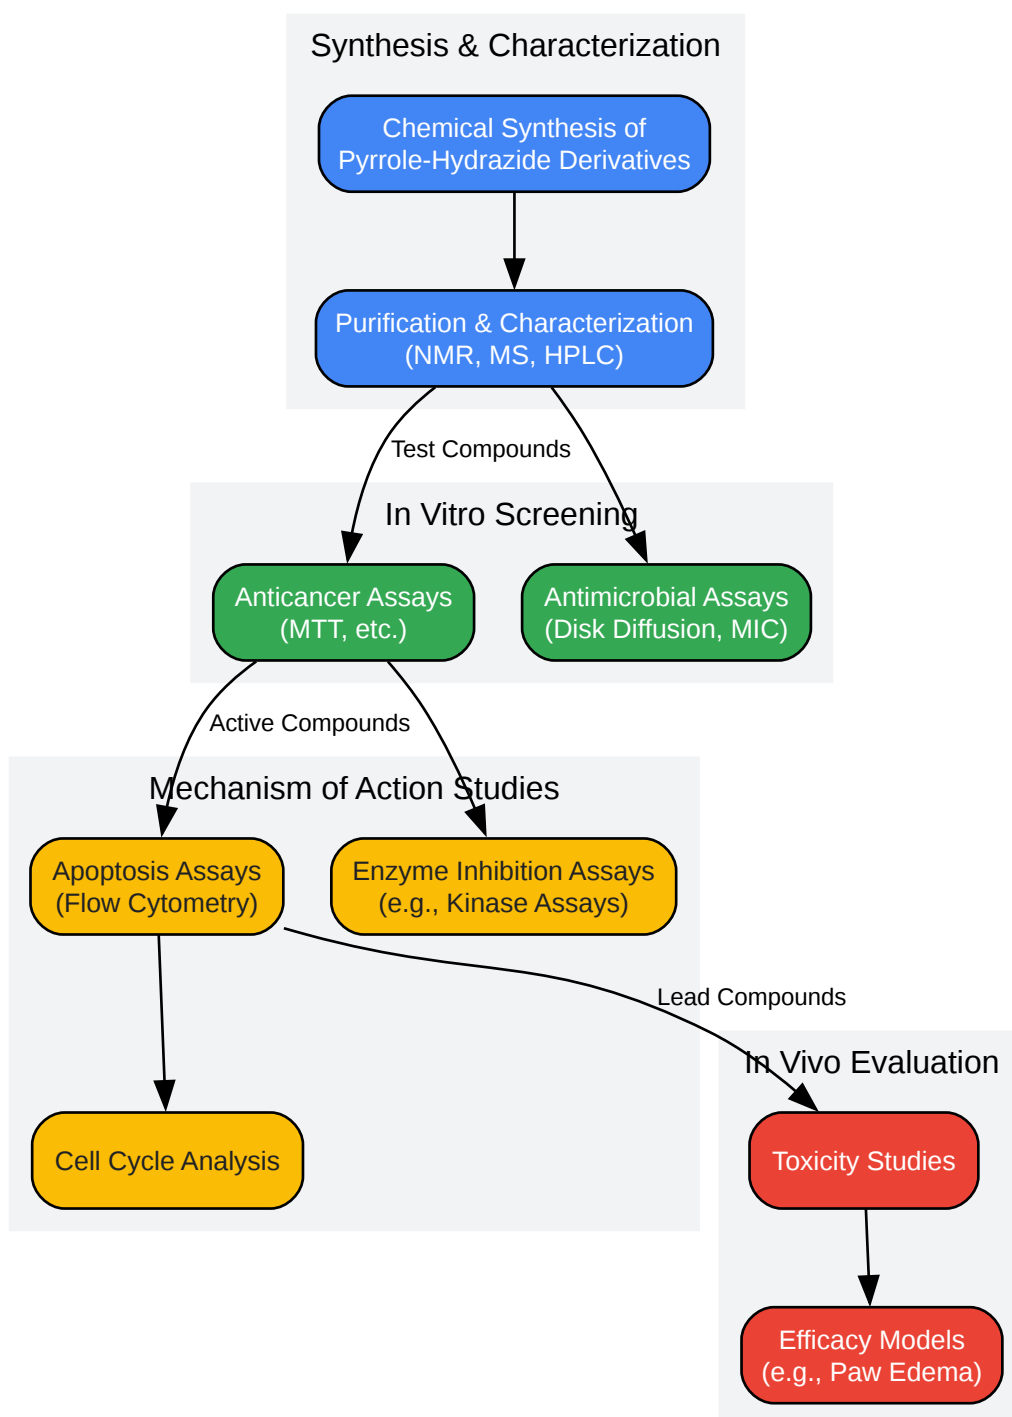 Synthesis & Characterization
Chemical Synthesis of
Pyrrole-Hydrazide Derivatives
Purification & Characterization
(NMR, MS, HPLC)
Test Compounds
In Vitro Screening
Anticancer Assays
(MTT, etc.)
Antimicrobial Assays
(Disk Diffusion, MIC)
Active Compounds
Mechanism of Action Studies
Apoptosis Assays
(Flow Cytometry)
Enzyme Inhibition Assays
(e.g., Kinase Assays)
Lead Compounds
In Vivo Evaluation
Cell Cycle Analysis
Toxicity Studies
Efficacy Models
(e.g., Paw Edema)